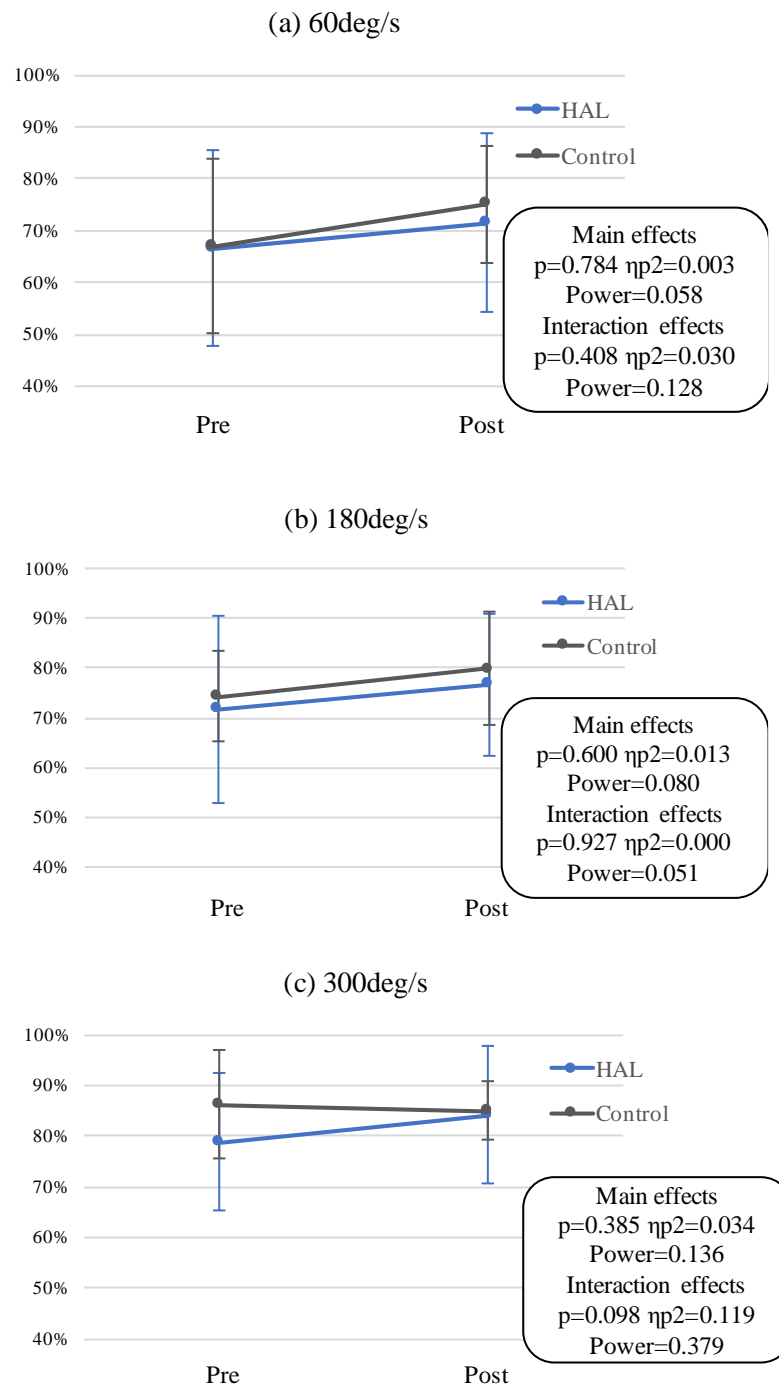 (a) 60deg/s
100%
90%
80%
70%
60%
50%
40%
HAL
Control
Main effects
p=0.784 ηp2=0.003
Power=0.058
Interaction effects
p=0.408 ηp2=0.030
Power=0.128
Pre
Post
(b) 180deg/s
100%
90%
80%
70%
60%
50%
40%
HAL
Control
Main effects
p=0.600 ηp2=0.013
Power=0.080
Interaction effects
p=0.927 ηp2=0.000
Power=0.051
Pre
Post
(c) 300deg/s
100%
90%
80%
70%
60%
50%
40%
HAL
Control
Main effects
p=0.385 ηp2=0.034
Power=0.136
Interaction effects
p=0.098 ηp2=0.119
Power=0.379
Pre
Post